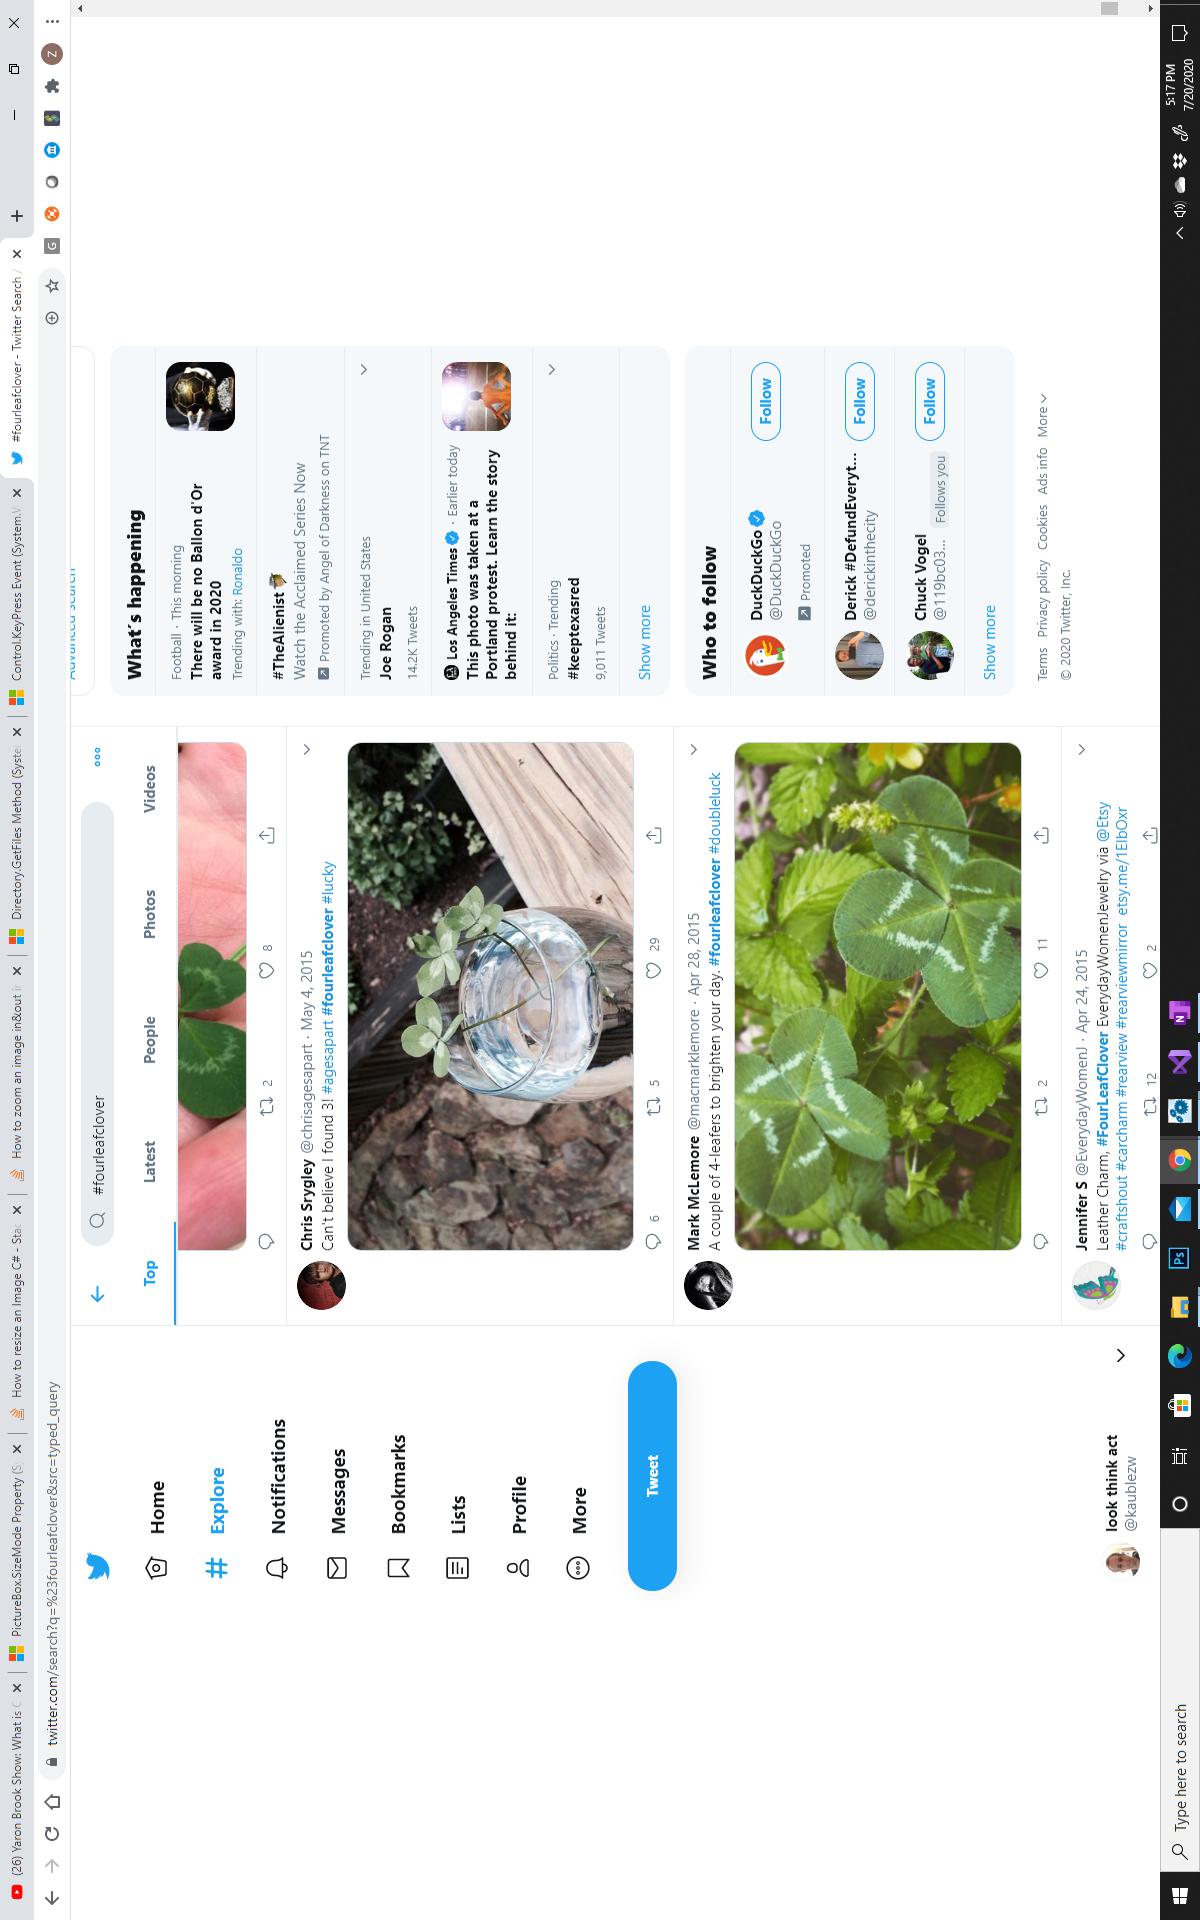 (26) Yaron Brook Show: What is C
PictureBox.SizeMode Property (S
How to resize an Image C# - Stac
How to zoom an image in&out ir
Directory.GetFiles Method (Syste
Control.KeyPress Event (System.V
#fourleafclover - Twitter Search /
twitter.com/search?q=%23fourleafclover&src=typed_query
G
Z
Home
Explore
Notifications
Messages
Bookmarks
Lists
Profile
More
Tweet
look think act
@kaublezw
#fourleafclover
Top
Latest
People
Photos
Videos
2
8
Chris Srygley @chrisagesapart · May 4, 2015
Can't believe I found 3! #agesapart #fourleafclover #lucky
6
5
29
Mark McLemore @macmarklemore · Apr 28, 2015
A couple of 4-leafers to brighten your day. #fourleafclover #doubleluck
2
11
Jennifer S @EverydayWomenJ · Apr 24, 2015
Leather Charm, #FourLeafClover EverydayWomenJewelry via @Etsy
#craftshout #carcharm #rearview #rearviewmirror etsy.me/1ElbOxr
12
2
Advanced search
What's happening
Football · This morning
There will be no Ballon d'Or
award in 2020
Trending with: Ronaldo
#TheAlienist
Watch the Acclaimed Series Now
Promoted by Angel of Darkness on TNT
Trending in United States
Joe Rogan
14.2K Tweets
Los Angeles Times · Earlier today
This photo was taken at a
Portland protest. Learn the story
behind it:
Politics · Trending
#keeptexasred
9,011 Tweets
Show more
Who to follow
DuckDuckGo
@DuckDuckGo
Follow
Promoted
Derick #DefundEveryt...
@derickinthecity
Follow
Chuck Vogel
@119bc03... Follows you
Follow
Show more
Terms Privacy policy Cookies Ads info More
© 2020 Twitter, Inc.
Type here to search
Ps
N
5:17 PM
7/20/2020